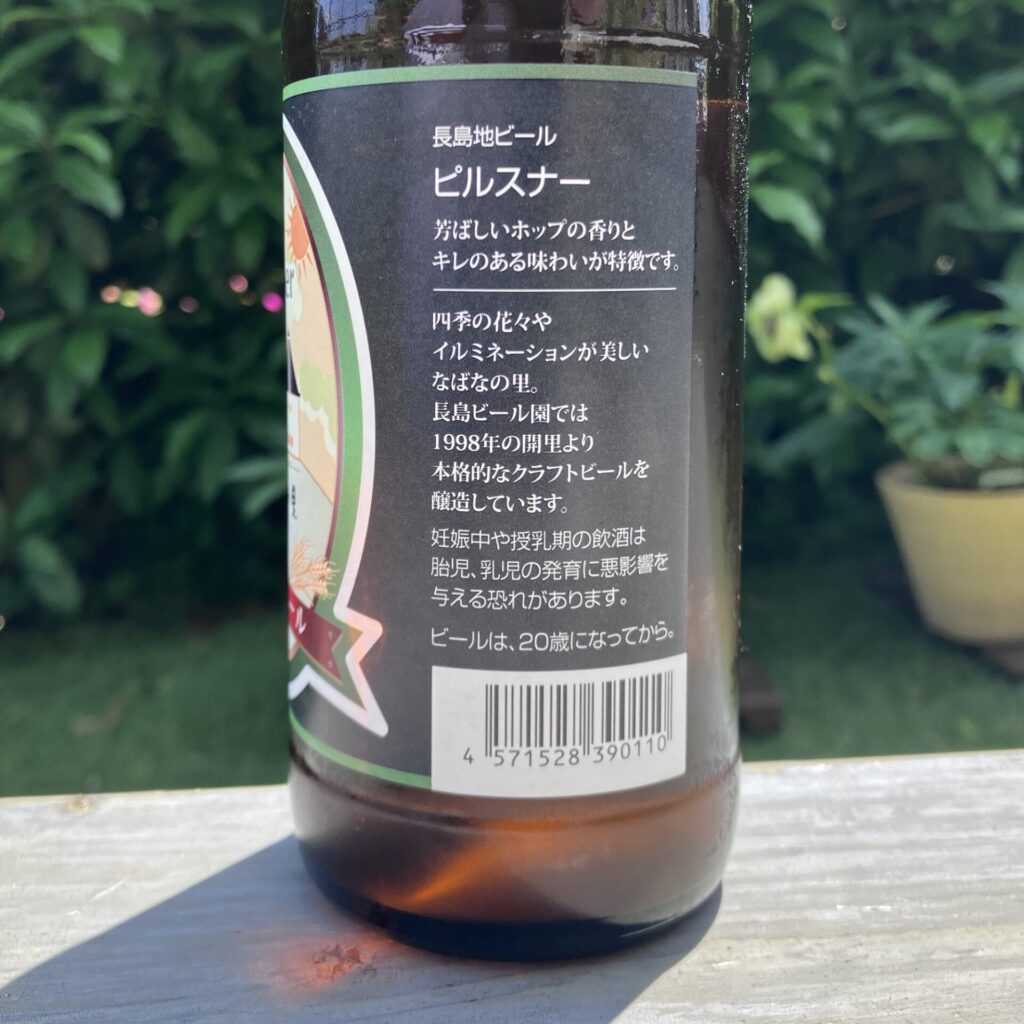 長島地ビール
ピルスナー
芳ばしいホップの香りと
キレのある味わいが特徴です。
四季の花々や
イルミネーションが美しい
なばなの里。
長島ビール園では
1998年の開里より
本格的なクラフトビールを
醸造しています。
妊娠中や授乳期の飲酒は
胎児、乳児の発育に悪影響を
与える恐れがあります。
ビールは、20歳になってから。
4 571528 390110
er
ール